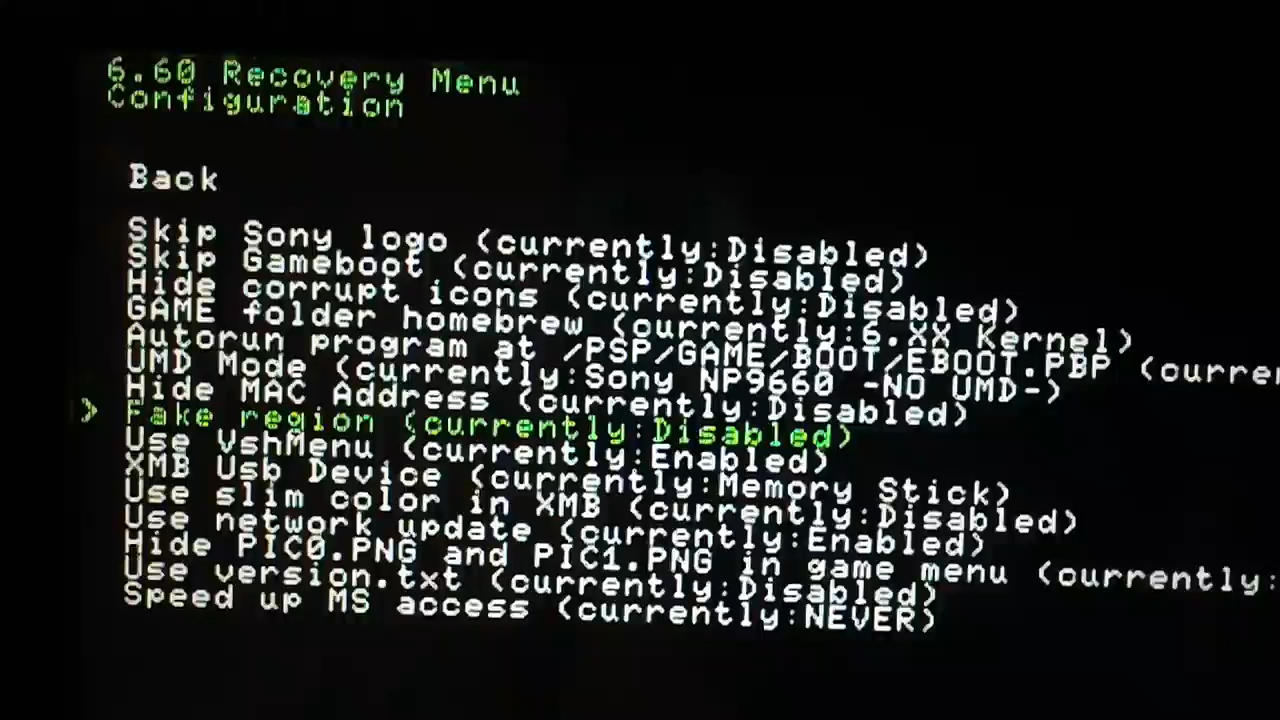 6.60 Recovery Menu
Configuration
Back
Skip Sony logo (currently:Disabled)
Skip Gameboot (currently:Disabled)
Hide corrupt icons (currently:Disabled)
GAME folder homebrew (currently:6.XX Kernel)
Autorun program at /PSP/GAME/BOOT/EBOOT.PBP (curre
UMD Mode (currently:Sony NP9660 -NO UMD-)
Hide MAC Address (currently:Disabled)
> Fake region (currently:Disabled)
Use VshMenu (currently:Enabled)
XMB Usb Device (currently:Memory Stick)
Use slim color in XMB (currently:Disabled)
Use network update (currently:Enabled)
Hide PIC0.PNG and PIC1.PNG in game menu (currently:
Use version.txt (currently:Disabled)
Speed up MS access (currently:NEVER)